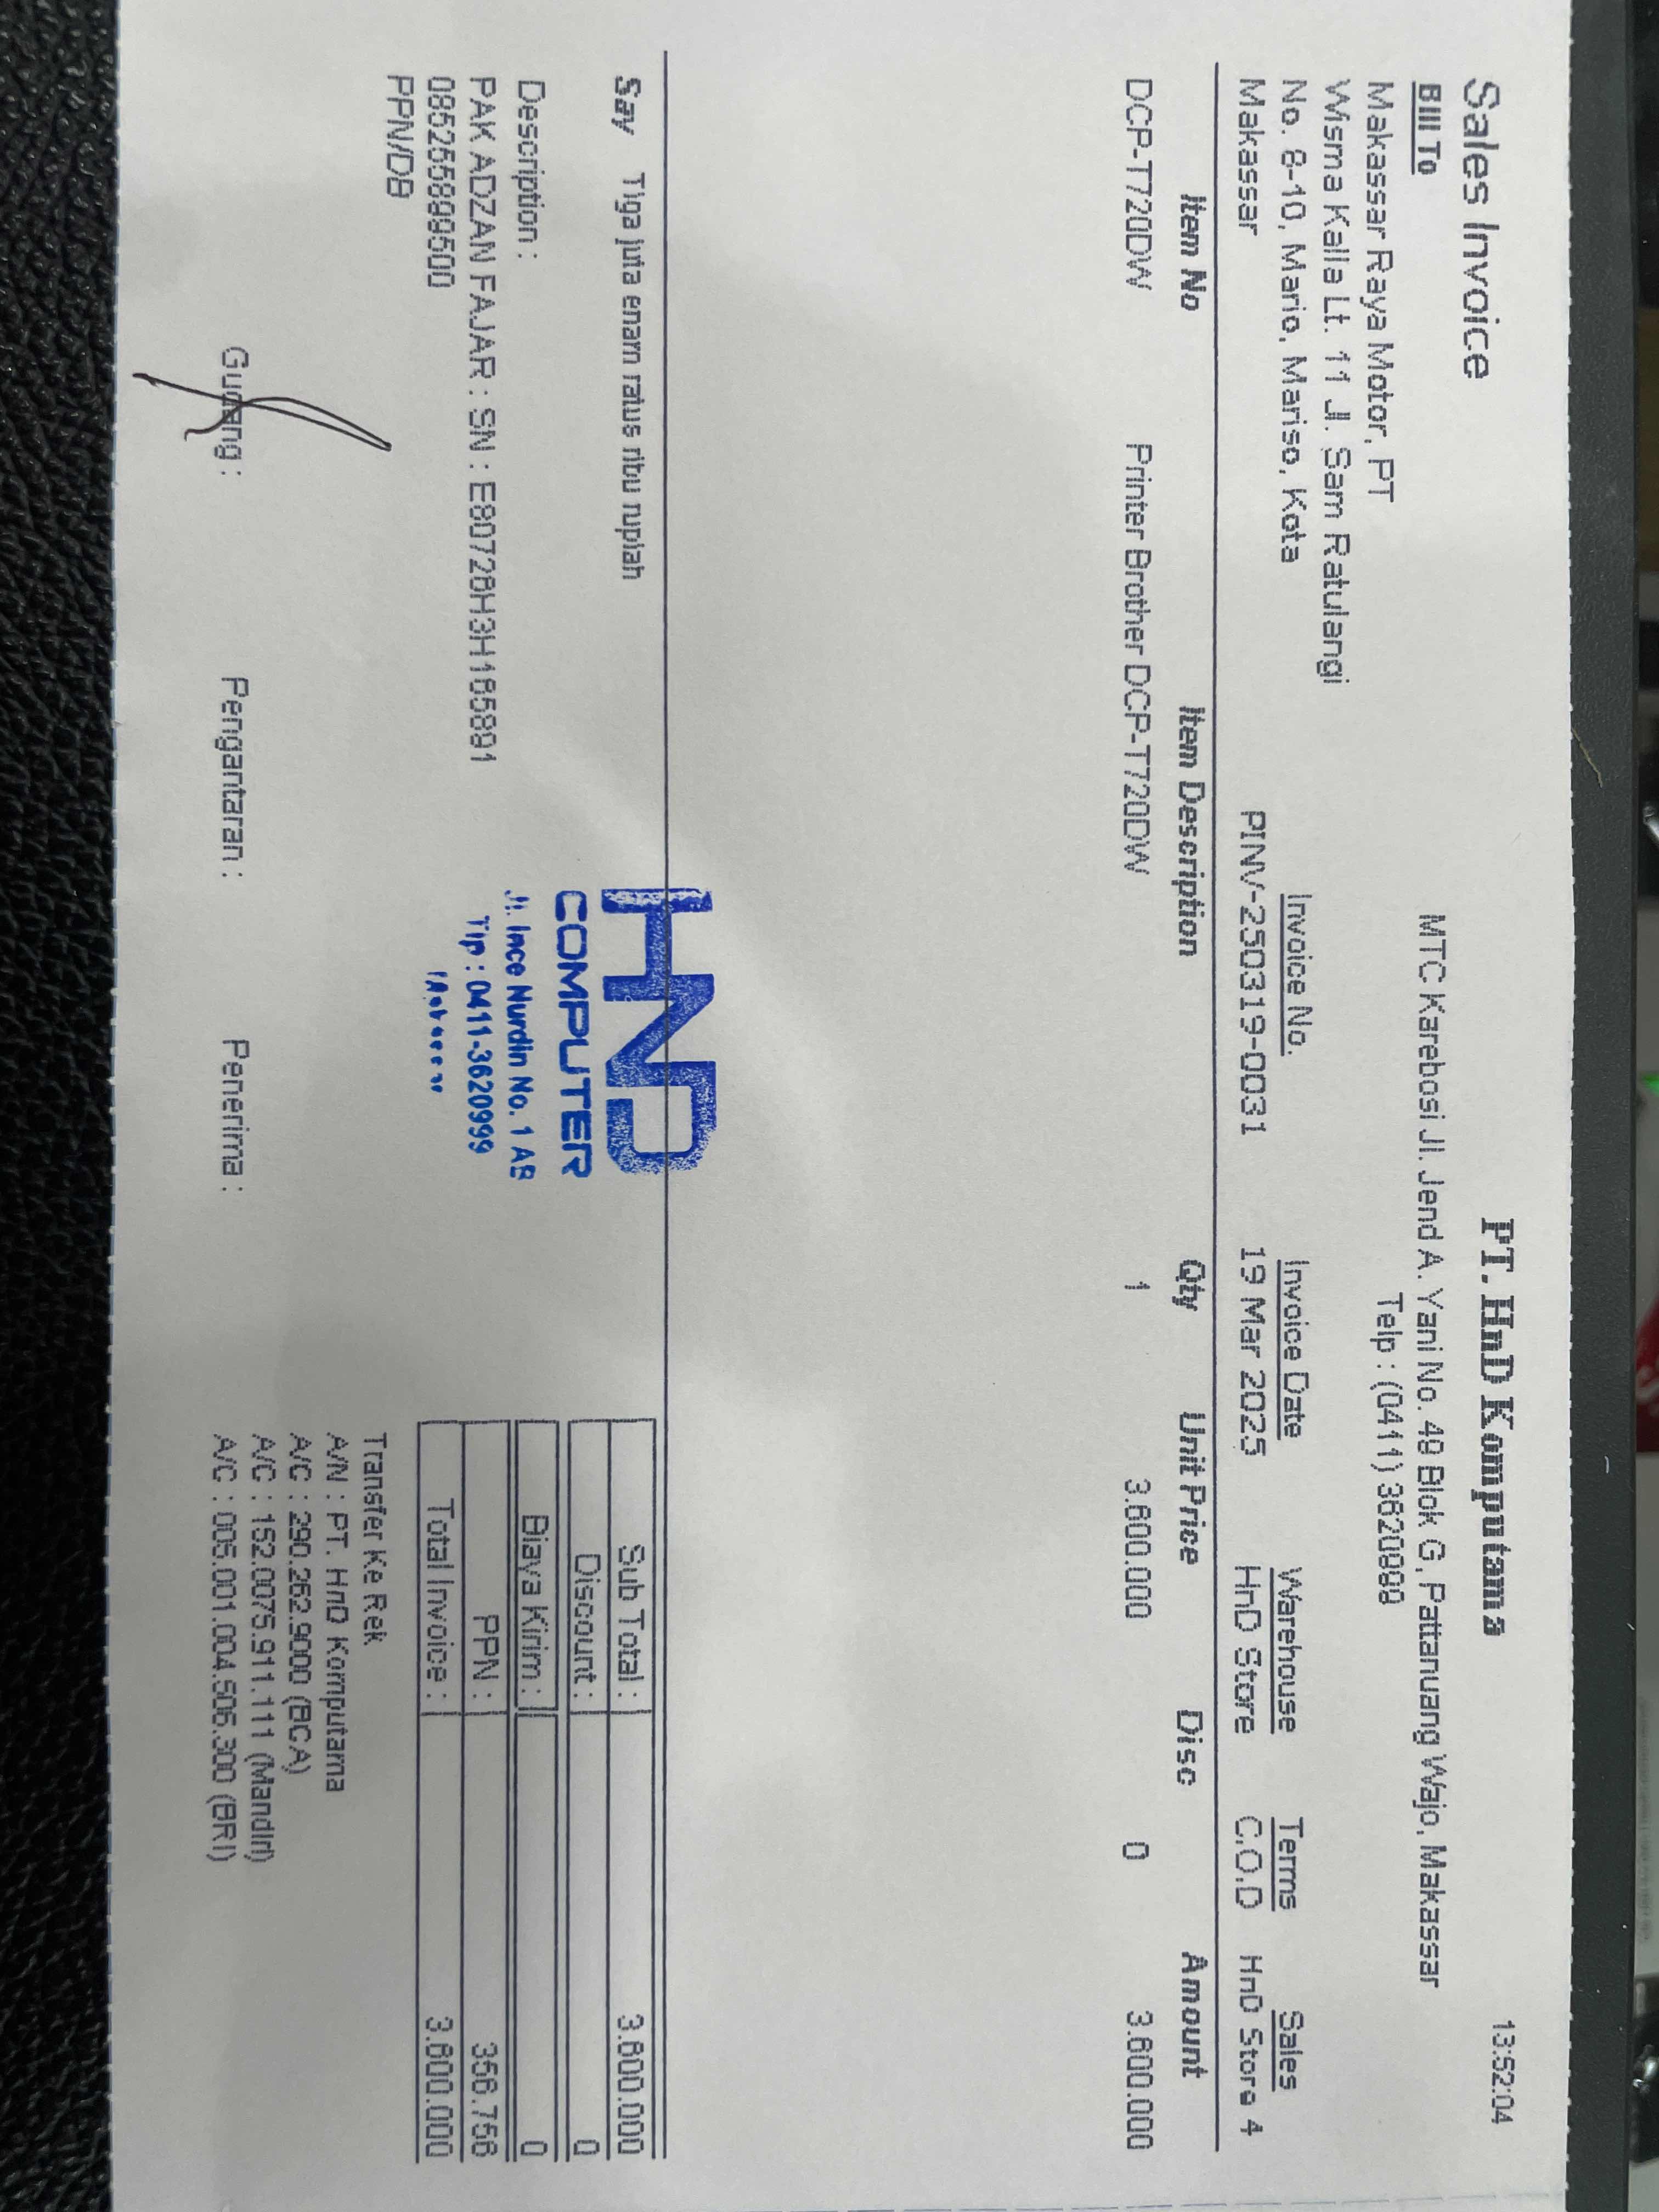 Sales Invoice
PT. HnD Komputama
13:52:04
Bill To
MTC Karebosi Jl. Jend A. Yani No. 49 Blok G, Pattanuang Wajo, Makassar
Makassar Raya Motor, PT
Telp : (0411) 3620999
Wisma Kalla Lt. 11 Jl. Sam Ratulangi
No. 8-10, Mario, Mariso, Kota
Makassar
Invoice No. Invoice Date Warehouse Terms Sales
PINV-250319-0031 19 Mar 2025 HnD Store C.O.D HnD Store 4
Item No Item Description Qty Unit Price Disc Amount
DCP-T720DW Printer Brother DCP-T720DW 1 3.600.000 0 3.600.000
Say Tiga juta enam ratus ribu rupiah
Sub Total : 3.600.000
Discount : 0
Biaya Kirim : 0
PPN : 356.756
Total Invoice : 3.600.000
Description :
PAK ADZAN FAJAR : SN : E80728H3H165891
PPN/DB
HND
COMPUTER
Jl. Ince Nurdin No. 1 AB
Tlp : 0411-3620999
Transfer Ke Rek
A/N : PT. HnD Komputama
A/C : 290.262.9000 (BCA)
A/C : 152.0075.911.111 (Mandiri)
A/C : 005.001.004.506.300 (BRI)
Gudang : Pengantaran : Penerima :